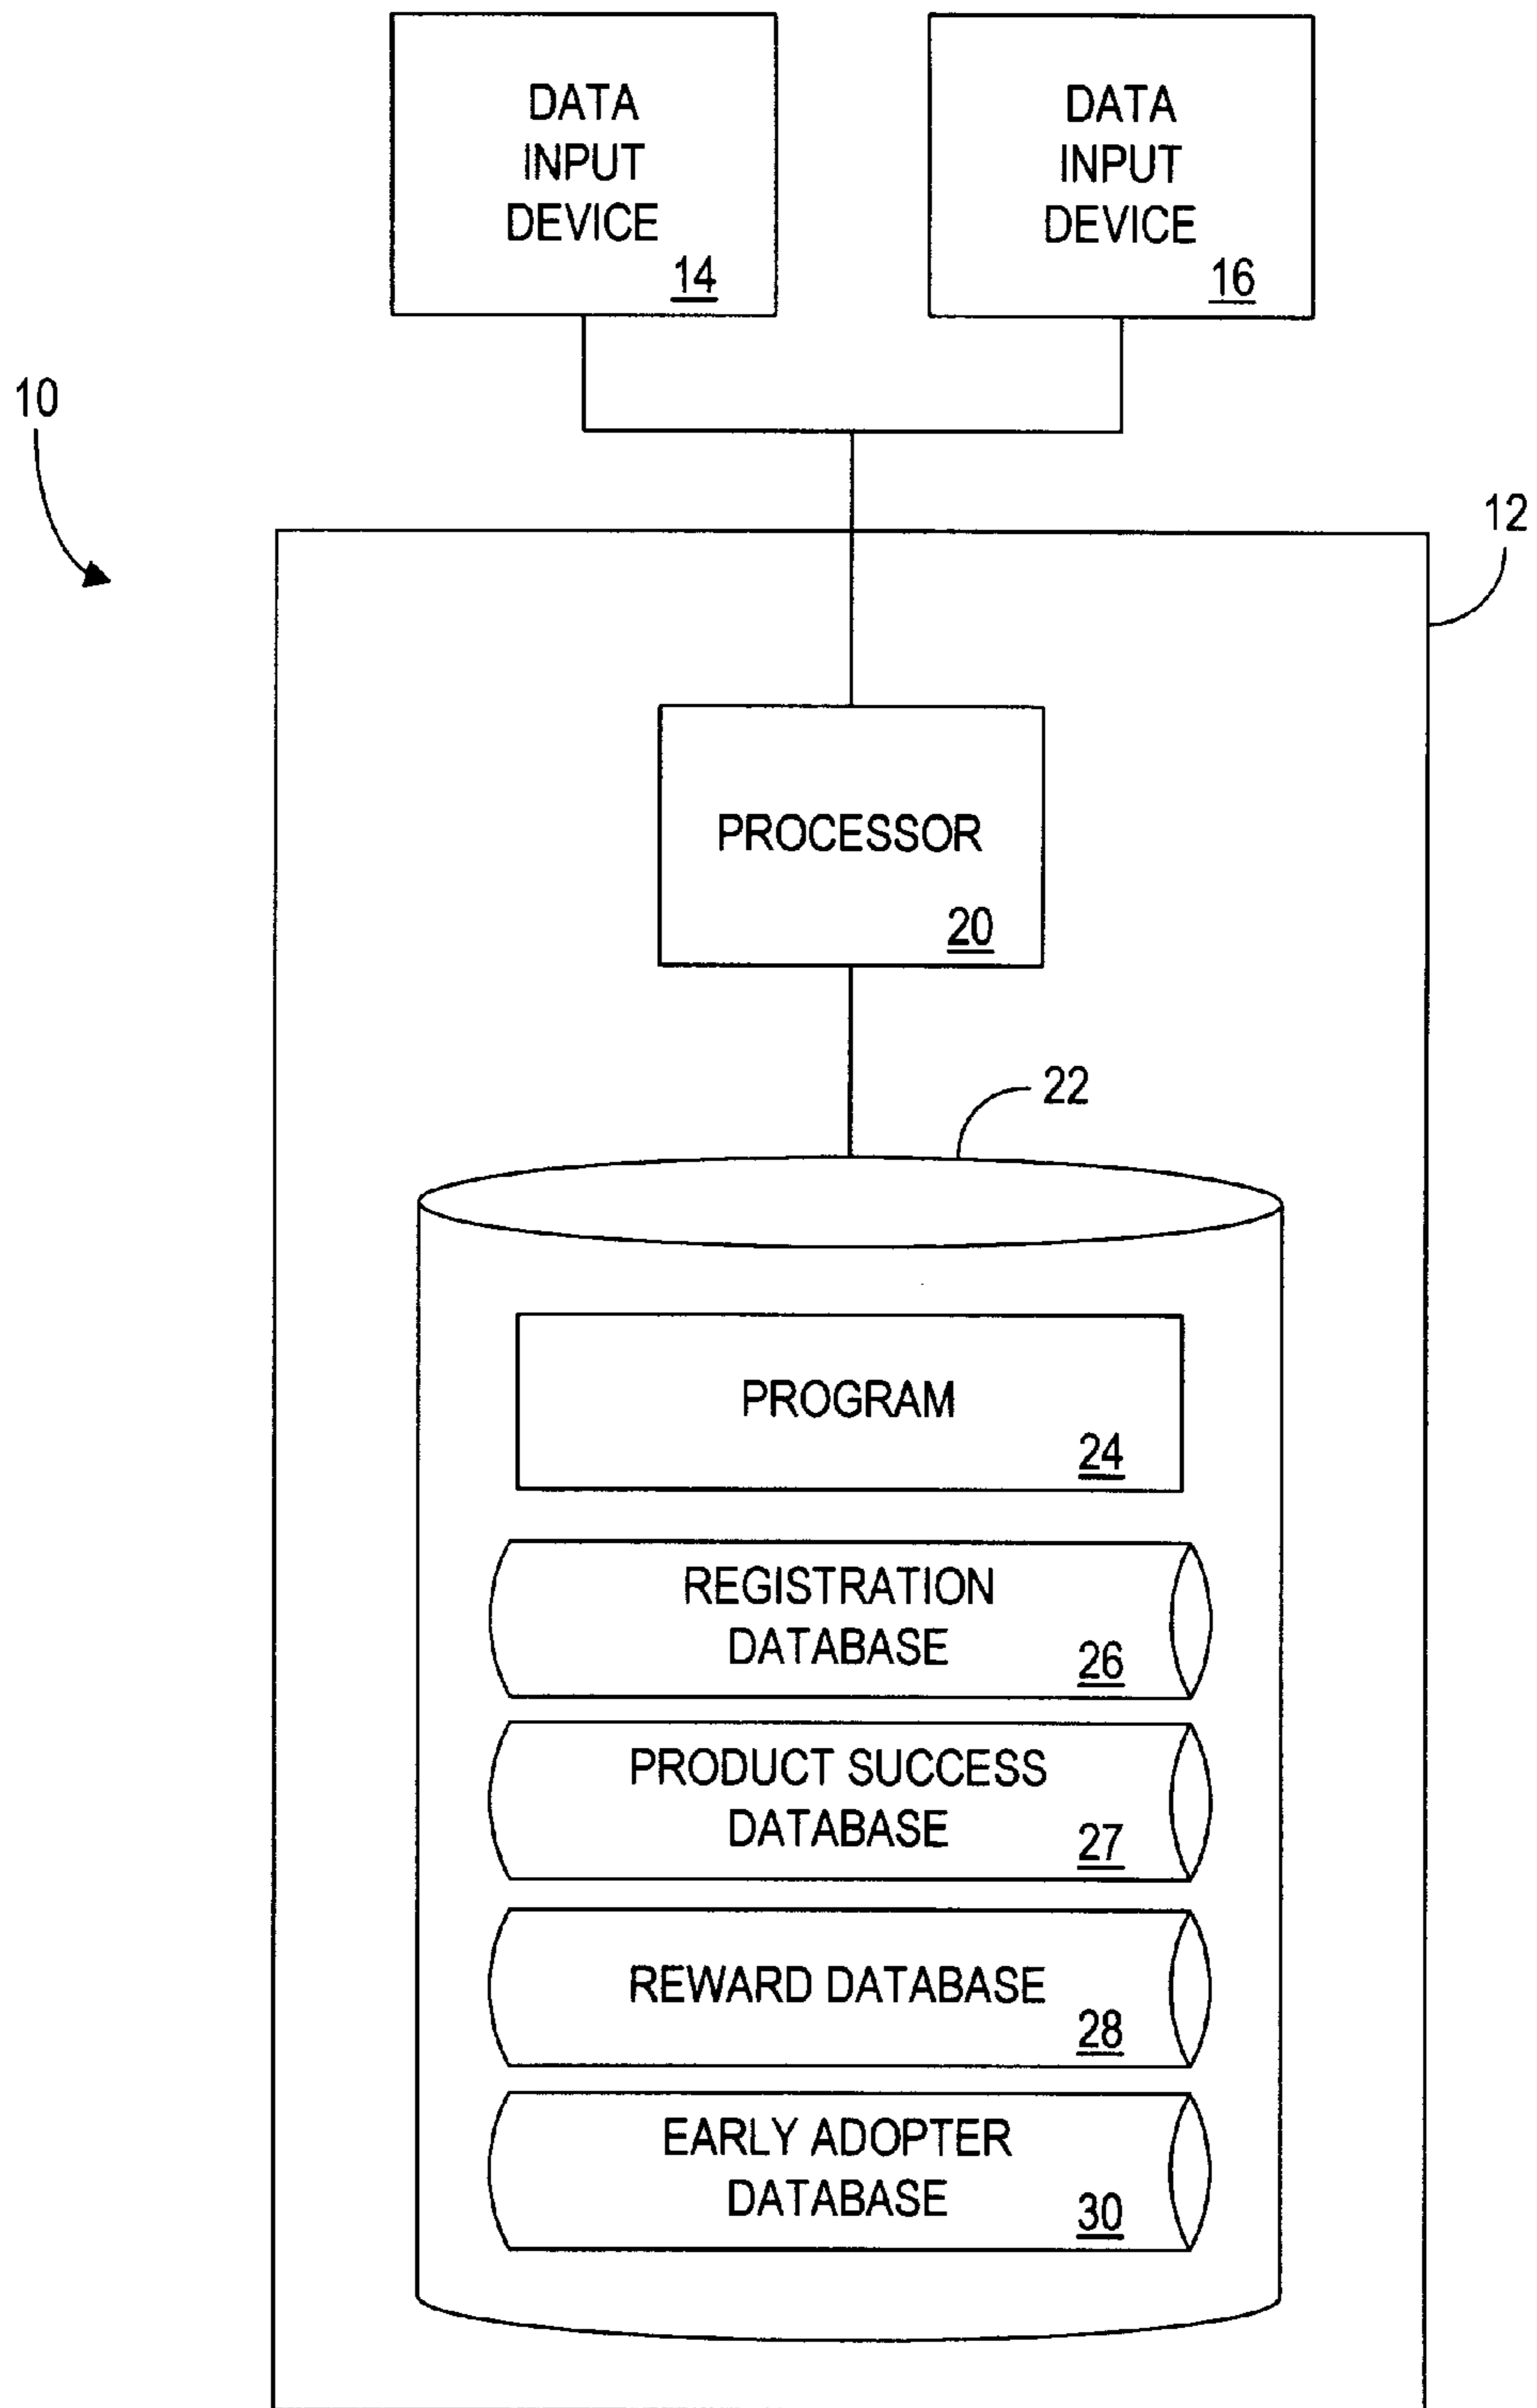 DATA
INPUT
DEVICE
14
DATA
INPUT
DEVICE
16
10
12
PROCESSOR
20
22
PROGRAM
24
REGISTRATION
DATABASE
26
PRODUCT SUCCESS
DATABASE
27
REWARD DATABASE
28
EARLY ADOPTER
DATABASE
30